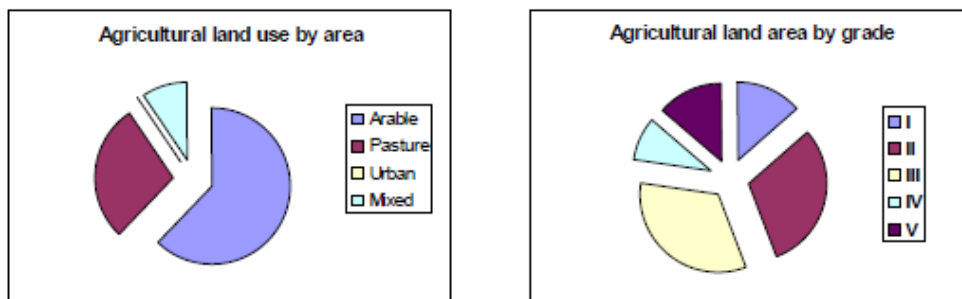 Agricultural land use by area
Arable
Pasture
Urban
Mixed
Agricultural land area by grade
I
II
III
IV
V